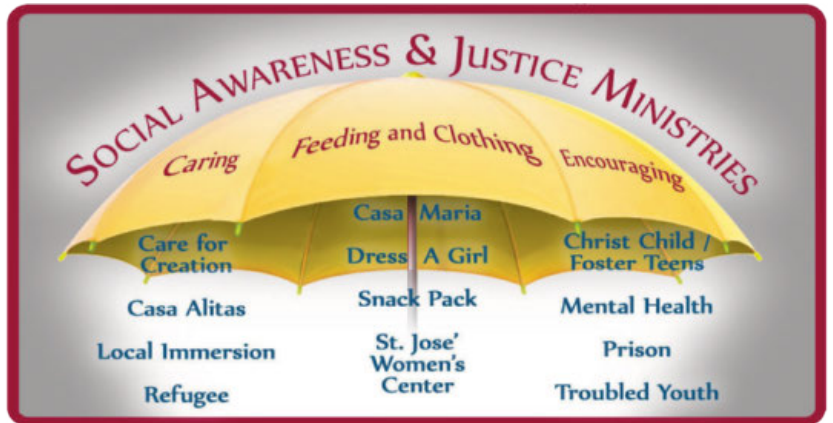 SOCIAL AWARENESS & JUSTICE MINISTRIES
Caring
Feeding and Clothing
Encouraging
Care for
Creation
Casa Alitas
Local Immersion
Refugee
Casa Maria
Dress A Girl
Snack Pack
St. Jose'
Women's
Center
Christ Child /
Foster Teens
Mental Health
Prison
Troubled Youth